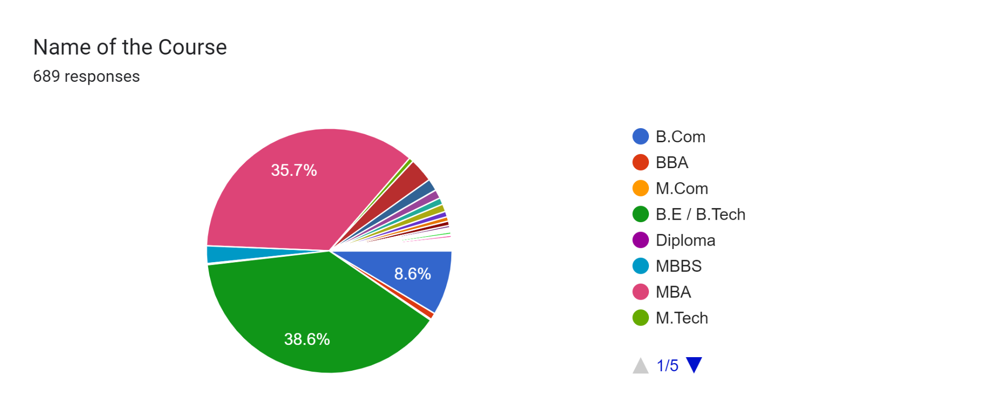 Name of the Course
689 responses
35.7%
8.6%
38.6%
B.Com
BBA
M.Com
B.E / B.Tech
Diploma
MBBS
MBA
M.Tech
1/5